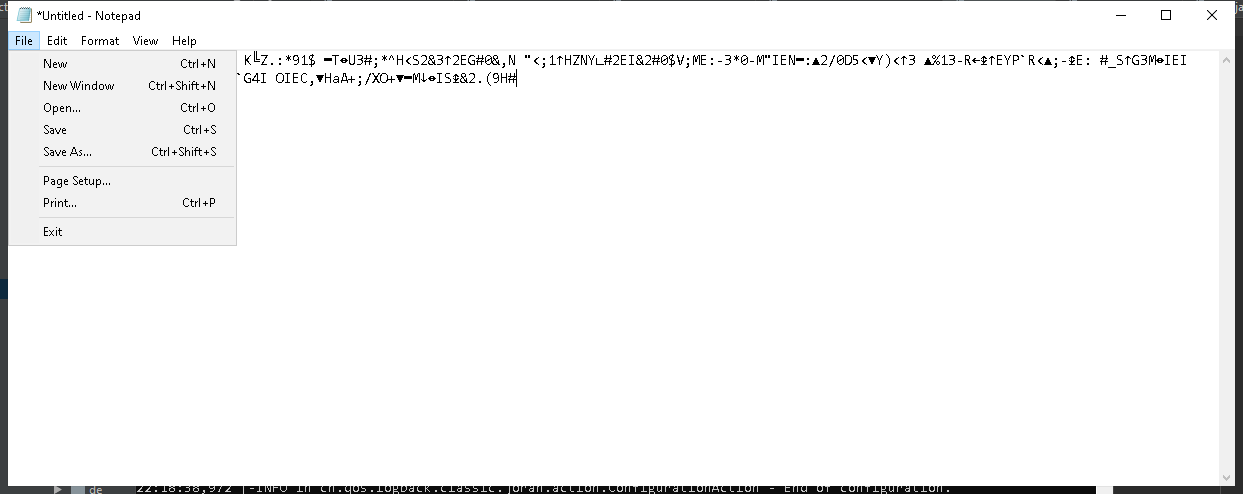 *Untitled - Notepad
File Edit Format View Help
New Ctrl+N
New Window Ctrl+Shift+N
Open... Ctrl+O
Save Ctrl+S
Save As... Ctrl+Shift+S
Page Setup...
Print... Ctrl+P
Exit
K╚Z.:*91$ ━T◆U3#;*^H<S2&3↑2EG#0&,N "<;1↑HZNY∟#2EI&2#0$V;ME:-3*0-M"IEN━:▲2/0D5<▼Y)<↑3 ▲%13-R←⇭↑EYP`R<▲;-⇭E: #_S↑G3M◆IEI
`G4I OIEC,▼HaA+;/XO+▼━M↓◆IS⇭&2.(9H#
de
22:18:38,972 |-INFO in ch.qos.logback.classic.joran.action.ConfigurationAction - End of configuration.